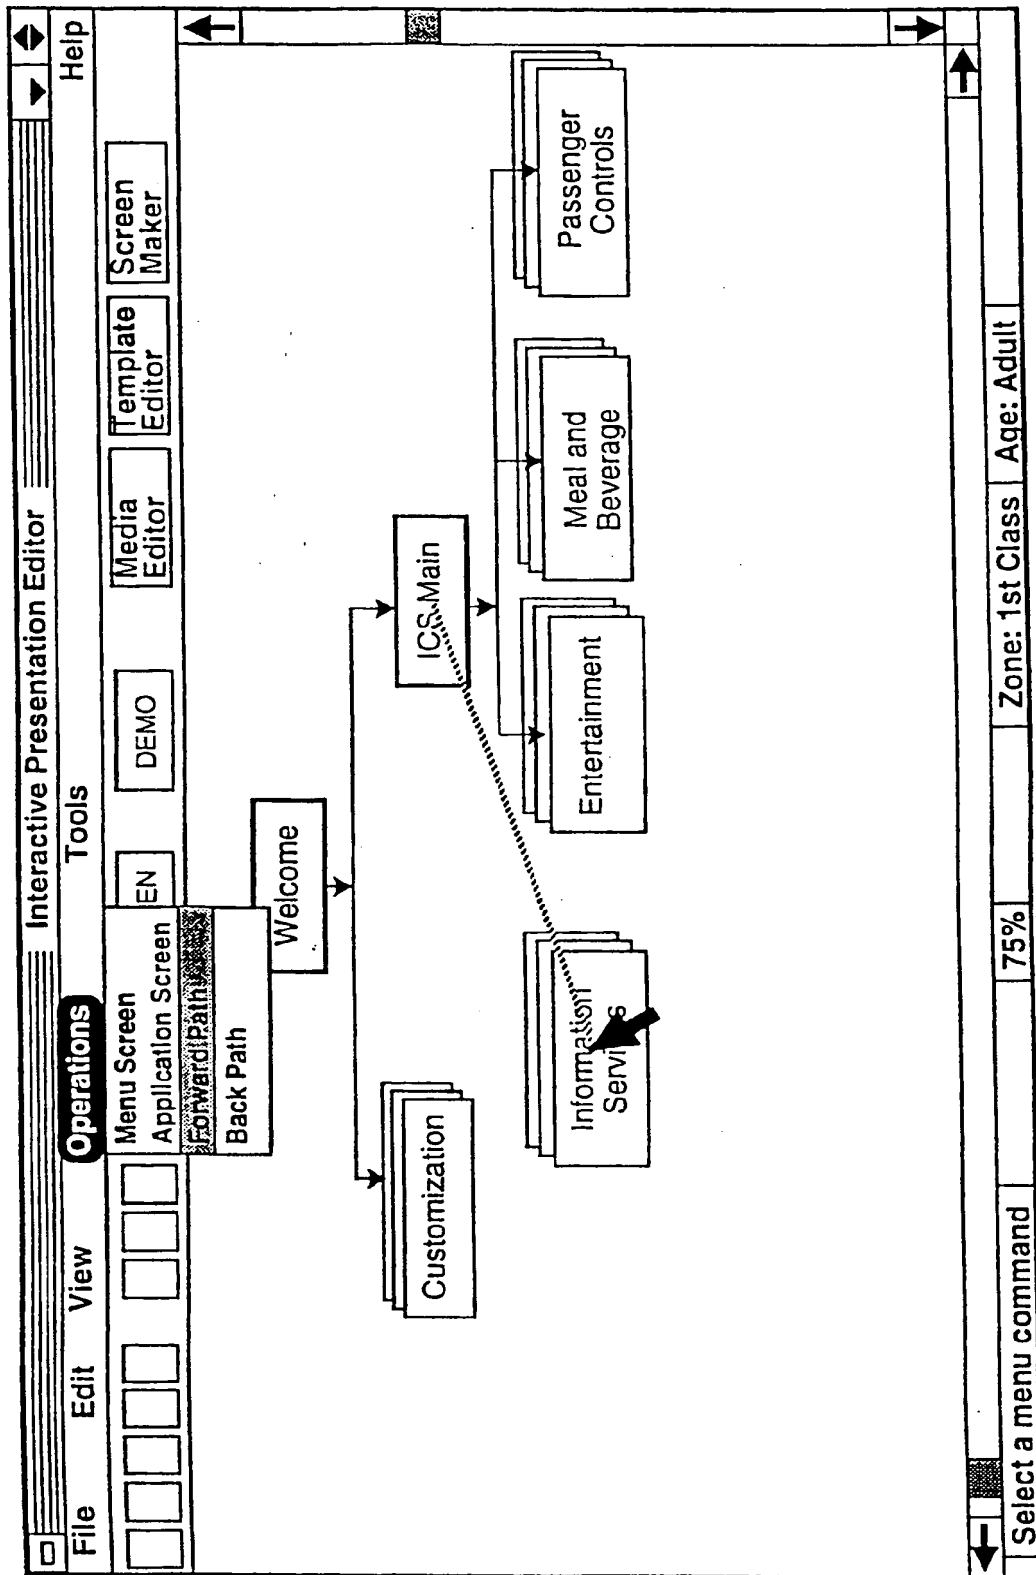 Interactive Presentation Editor
File Edit View Operations Tools Help
Menu Screen
Application Screen
Forward Path
Back Path
EN
DEMO
Media
Editor
Template
Editor
Screen
Maker
Welcome
Customization
ICS Main
Information
Services
Entertainment
Meal and
Beverage
Passenger
Controls
Select a menu command 75% Zone: 1st Class Age: Adult